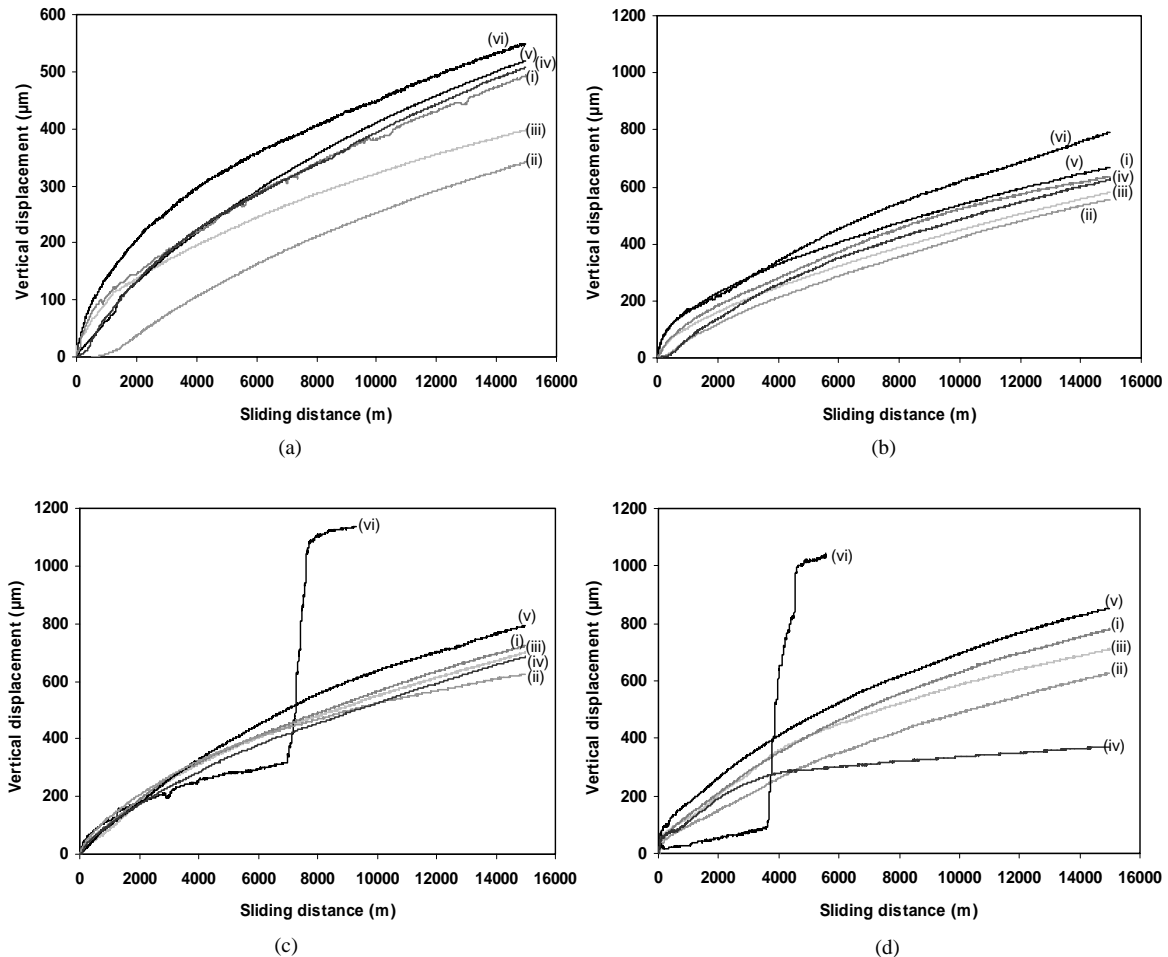 600
500
400
300
200
100
0
Vertical displacement (µm)
(vi)
(v)
(iv)
(i)
(iii)
(ii)
0 2000 4000 6000 8000 10000 12000 14000 16000
Sliding distance (m)
(a)
1200
1000
800
600
400
200
0
Vertical displacement (µm)
(vi)
(v)
(i)
(iv)
(iii)
(ii)
0 2000 4000 6000 8000 10000 12000 14000 16000
Sliding distance (m)
(b)
1200
1000
800
600
400
200
0
Vertical displacement (µm)
(vi)
(v)
(i)
(iii)
(iv)
(ii)
0 2000 4000 6000 8000 10000 12000 14000 16000
Sliding distance (m)
(c)
1200
1000
800
600
400
200
0
Vertical displacement (µm)
(vi)
(v)
(i)
(iii)
(ii)
(iv)
0 2000 4000 6000 8000 10000 12000 14000 16000
Sliding distance (m)
(d)